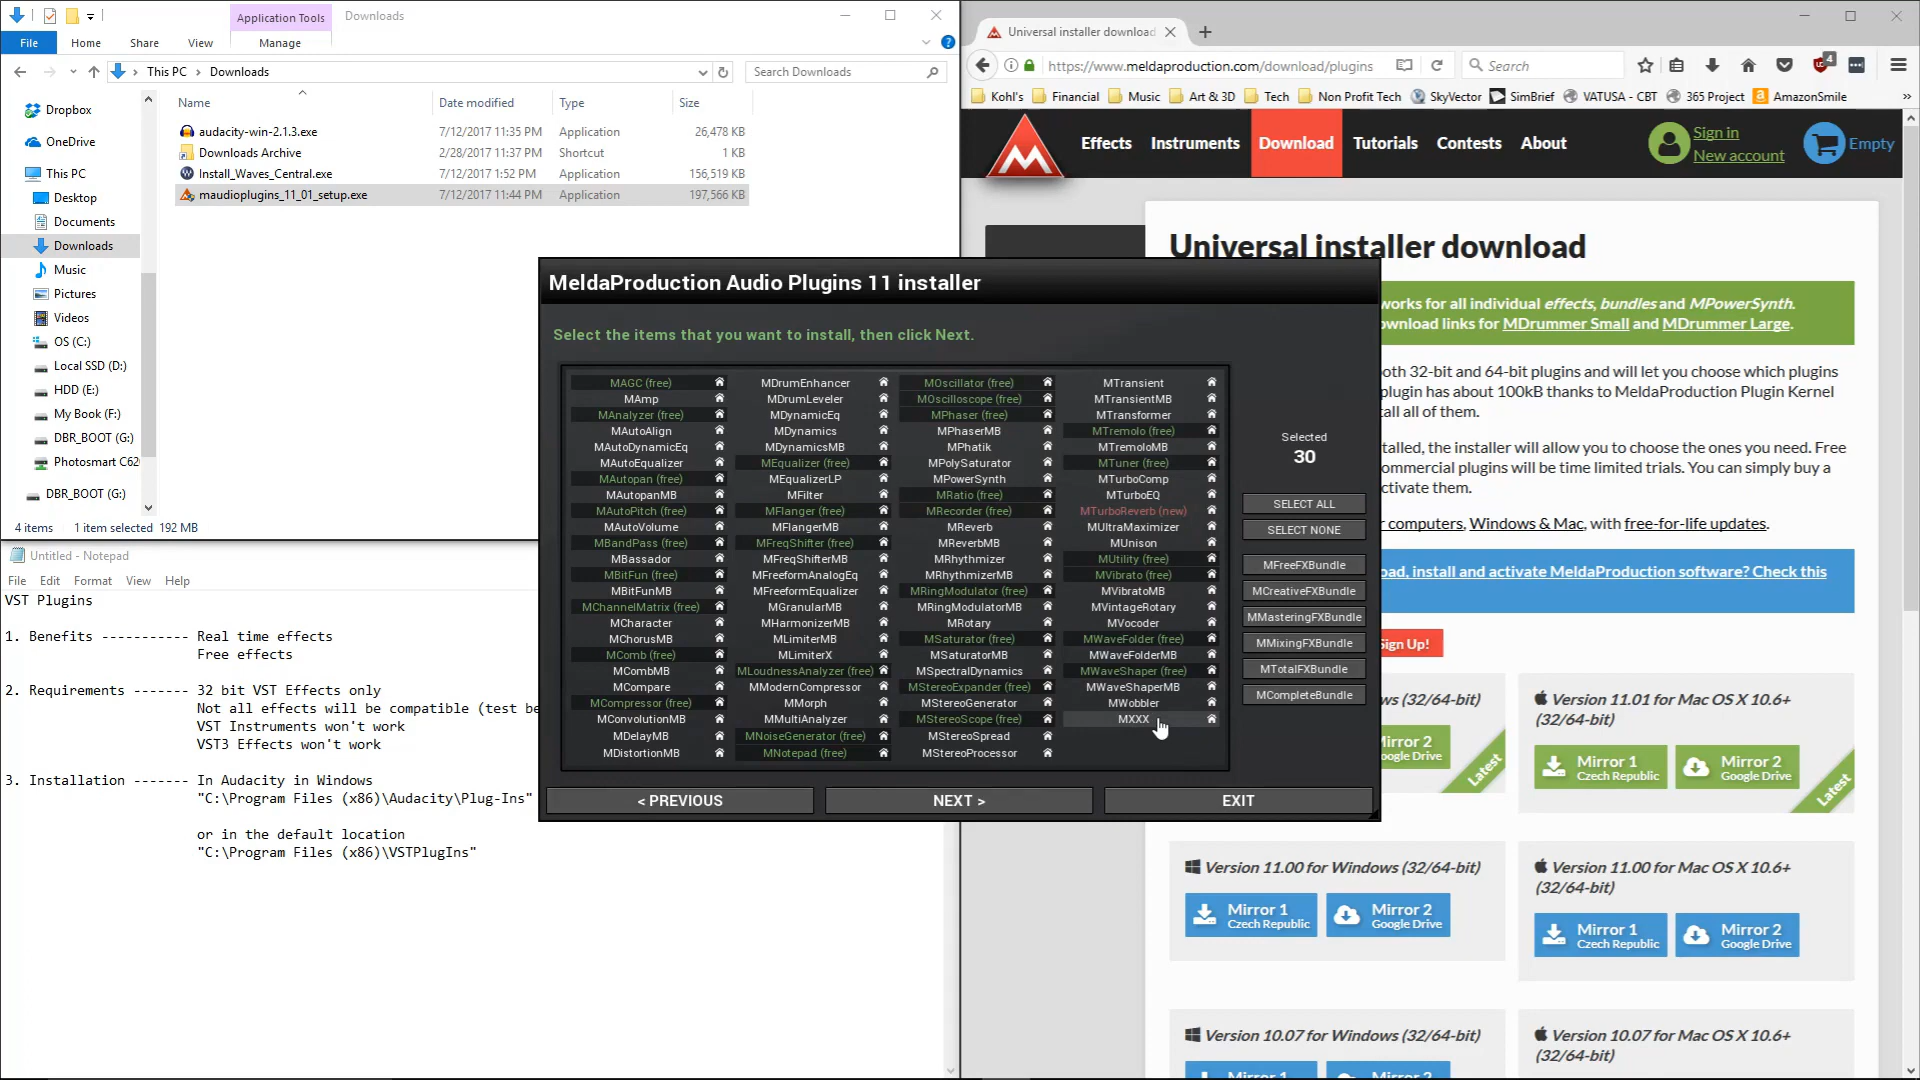 Application Tools
Downloads
File
Home
Share
View
Manage
This PC
Downloads
Search Downloads
Name
Date modified
Type
Size
audacity-win-2.1.3.exe 7/12/2017 11:35 PM Application 26,478 KB
Downloads Archive 2/28/2017 11:37 PM Shortcut 1 KB
Install_Waves_Central.exe 7/12/2017 1:52 PM Application 156,519 KB
maudioplugins_11_01_setup.exe 7/12/2017 11:44 PM Application 197,566 KB
Dropbox
OneDrive
This PC
Desktop
Documents
Downloads
Music
Pictures
Videos
OS (C:)
Local SSD (D:)
HDD (E:)
My Book (F:)
DBR_BOOT (G:)
Photosmart C620
DBR_BOOT (G:)
4 items 1 item selected 192 MB
Untitled - Notepad
File Edit Format View Help
VST Plugins
1. Benefits ----------- Real time effects
Free effects
2. Requirements ------- 32 bit VST Effects only
Not all effects will be compatible (test be
VST Instruments won't work
VST3 Effects won't work
3. Installation ------- In Audacity in Windows
"C:\Program Files (x86)\Audacity\Plug-Ins"
or in the default location
"C:\Program Files (x86)\VSTPlugIns"
MeldaProduction Audio Plugins 11 installer
Select the items that you want to install, then click Next.
MAGC (free)
MAmp
MAnalyzer (free)
MAutoAlign
MAutoDynamicEq
MAutoEqualizer
MAutopan (free)
MAutopanMB
MAutoPitch (free)
MAutoVolume
MBandPass (free)
MBassador
MBitFun (free)
MBitFunMB
MChannelMatrix (free)
MCharacter
MChorusMB
MComb (free)
MCombMB
MCompare
MCompressor (free)
MConvolutionMB
MDelayMB
MDistortionMB
MDrumEnhancer
MDrumLeveler
MDynamicEq
MDynamics
MDynamicsMB
MEqualizer (free)
MEqualizerLP
MFilter
MFlanger (free)
MFlangerMB
MFreqShifter (free)
MFreqShifterMB
MFreeformAnalogEq
MFreeformEqualizer
MGranularMB
MHarmonizerMB
MLimiterMB
MLimiterX
MLoudnessAnalyzer (free)
MModernCompressor
MMorph
MMultiAnalyzer
MNoiseGenerator (free)
MNotepad (free)
MOscillator (free)
MOscilloscope (free)
MPhaser (free)
MPhaserMB
MPhatik
MPolySaturator
MPowerSynth
MRatio (free)
MRecorder (free)
MReverb
MReverbMB
MRhythmizer
MRhythmizerMB
MRingModulator (free)
MRingModulatorMB
MRotary
MSaturator (free)
MSaturatorMB
MSpectralDynamics
MStereoExpander (free)
MStereoGenerator
MStereoScope (free)
MStereoSpread
MStereoProcessor
MTransient
MTransientMB
MTransformer
MTremolo (free)
MTremoloMB
MTuner (free)
MTurboComp
MTurboEQ
MTurboReverb (new)
MUltraMaximizer
MUnison
MUtility (free)
MVibrato (free)
MVibratoMB
MVintageRotary
MVocoder
MWaveFolder (free)
MWaveFolderMB
MWaveShaper (free)
MWaveShaperMB
MWobbler
MXXX
Selected
30
SELECT ALL
SELECT NONE
MFreeFXBundle
MCreativeFXBundle
MMasteringFXBundle
MMixingFXBundle
MTotalFXBundle
MCompleteBundle
< PREVIOUS
NEXT >
EXIT
Universal installer download
https://www.meldaproduction.com/download/plugins
Search
4
Kohl's
Financial
Music
Art & 3D
Tech
Non Profit Tech
SkyVector
SimBrief
VATUSA - CBT
365 Project
AmazonSmile
Effects
Instruments
Download
Tutorials
Contests
About
Sign in
New account
Empty
Universal installer download
works for all individual effects, bundles and MPowerSynth.
ownload links for MDrummer Small and MDrummer Large.
oth 32-bit and 64-bit plugins and will let you choose which plugins
plugin has about 100kB thanks to MeldaProduction Plugin Kernel
tall all of them.
talled, the installer will allow you to choose the ones you need. Free
ommercial plugins will be time limited trials. You can simply buy a
ctivate them.
r computers, Windows & Mac, with free-for-life updates.
oad, install and activate MeldaProduction software? Check this
Sign Up!
ws (32/64-bit)
Mirror 2
Google Drive
Latest
Version 11.01 for Mac OS X 10.6+
(32/64-bit)
Mirror 1
Czech Republic
Mirror 2
Google Drive
Latest
Version 11.00 for Windows (32/64-bit)
Mirror 1
Czech Republic
Mirror 2
Google Drive
Version 11.00 for Mac OS X 10.6+
(32/64-bit)
Mirror 1
Czech Republic
Mirror 2
Google Drive
Version 10.07 for Windows (32/64-bit)
Mirror 1
Mirror 2
Version 10.07 for Mac OS X 10.6+
(32/64-bit)
Mirror 1
Mirror 2